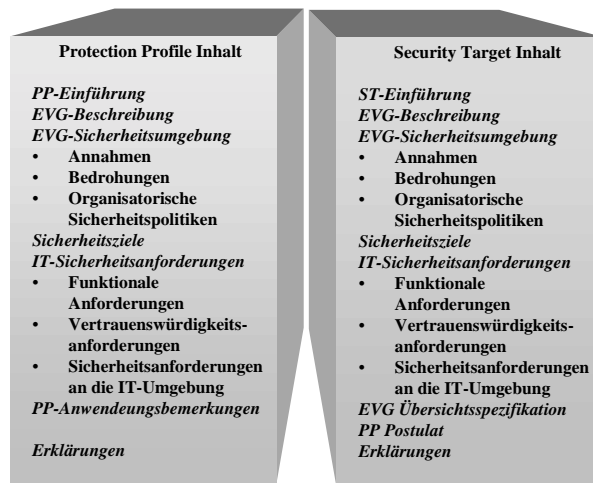 Protection Profile Inhalt
PP-Einführung
EVG-Beschreibung
EVG-Sicherheitsumgebung
• Annahmen
• Bedrohungen
• Organisatorische
Sicherheitspolitiken
Sicherheitsziele
IT-Sicherheitsanforderungen
• Funktionale
Anforderungen
• Vertrauenswürdigkeits-
anforderungen
• Sicherheitsanforderungen
an die IT-Umgebung
PP-Anwendeungsbemerkungen
Erklärungen
Security Target Inhalt
ST-Einführung
EVG-Beschreibung
EVG-Sicherheitsumgebung
• Annahmen
• Bedrohungen
• Organisatorische
Sicherheitspolitiken
Sicherheitsziele
IT-Sicherheitsanforderungen
• Funktionale
Anforderungen
• Vertrauenswürdigkeits-
anforderungen
• Sicherheitsanforderungen
an die IT-Umgebung
EVG Übersichtsspezifikation
PP Postulat
Erklärungen